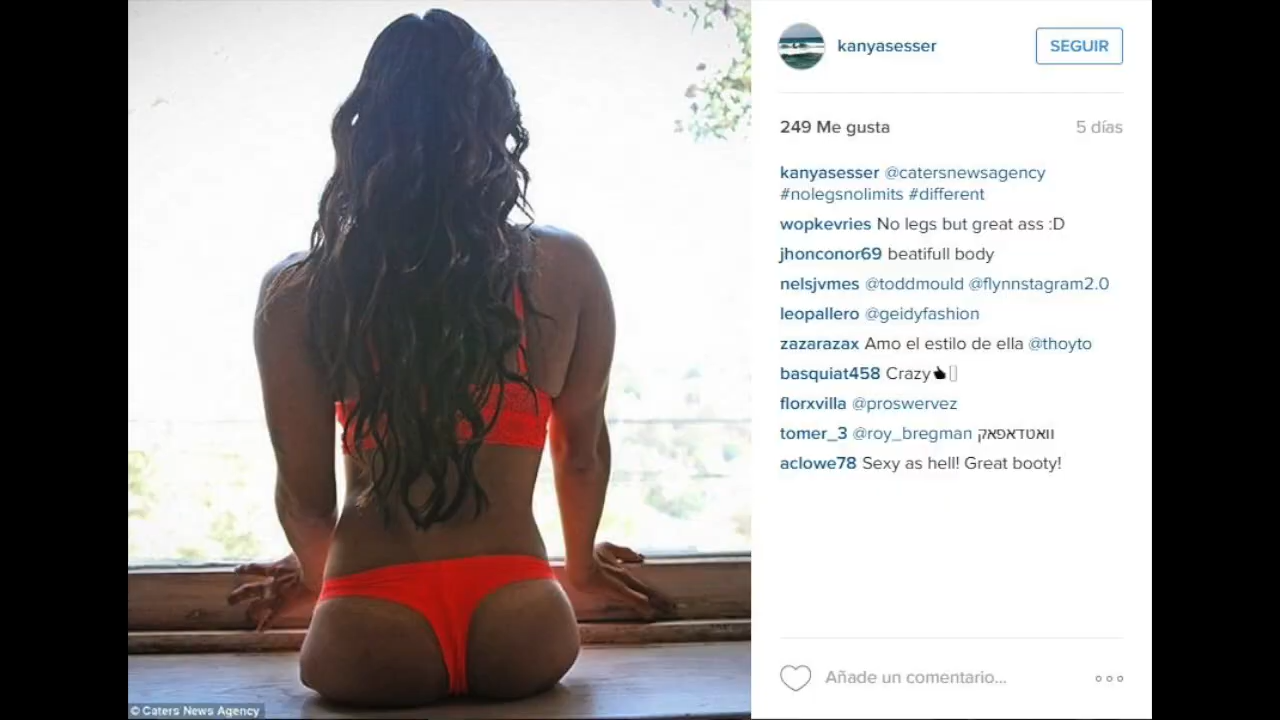 kanyasesser
SEGUIR
249 Me gusta
5 días
kanyasesser @catersnewsagency
#nolegsnolimits #different
wopkevries No legs but great ass :D
jhonconor69 beatifull body
nelsjvmes @toddmould @flynnstagram2.0
leopallero @geidyfashion
zazarazax Amo el estilo de ella @thoyto
basquiat458 Crazy
florxvilla @proswervez
tomer_3 @roy_bregman וואטדאפאק
aclowe78 Sexy as hell! Great booty!
Añade un comentario...
© Caters News Agency